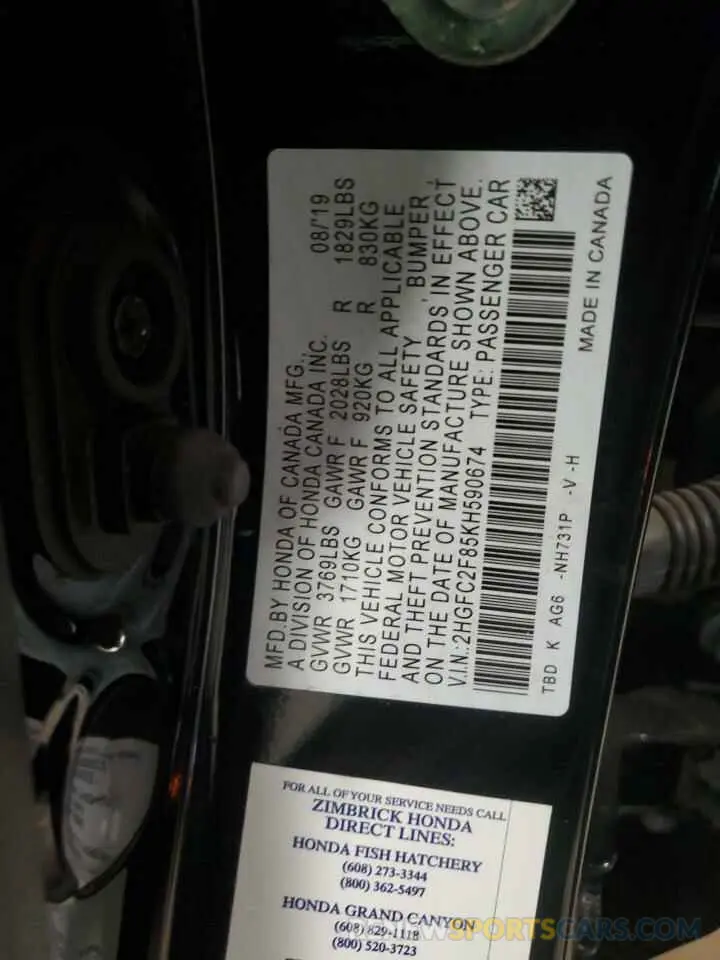 MFD.BY HONDA OF CANADA MFG.,
A DIVISION OF HONDA CANADA INC. 08/'19
GVWR 3769LBS GAWR F 2028LBS R 1829LBS
GVWR 1710KG GAWR F 920KG R 830KG
THIS VEHICLE CONFORMS TO ALL APPLICABLE
FEDERAL MOTOR VEHICLE SAFETY, BUMPER,
AND THEFT PREVENTION STANDARDS IN EFFECT
ON THE DATE OF MANUFACTURE SHOWN ABOVE.
V.I.N.:2HGFC2F85KH590674 TYPE: PASSENGER CAR
TBD K AG6 -NH731P -V -H MADE IN CANADA
FOR ALL OF YOUR SERVICE NEEDS CALL
ZIMBRICK HONDA
DIRECT LINES:
HONDA FISH HATCHERY
(608) 273-3344
(800) 362-5497
HONDA GRAND CANYON
(608) 829-1118
(800) 520-3723